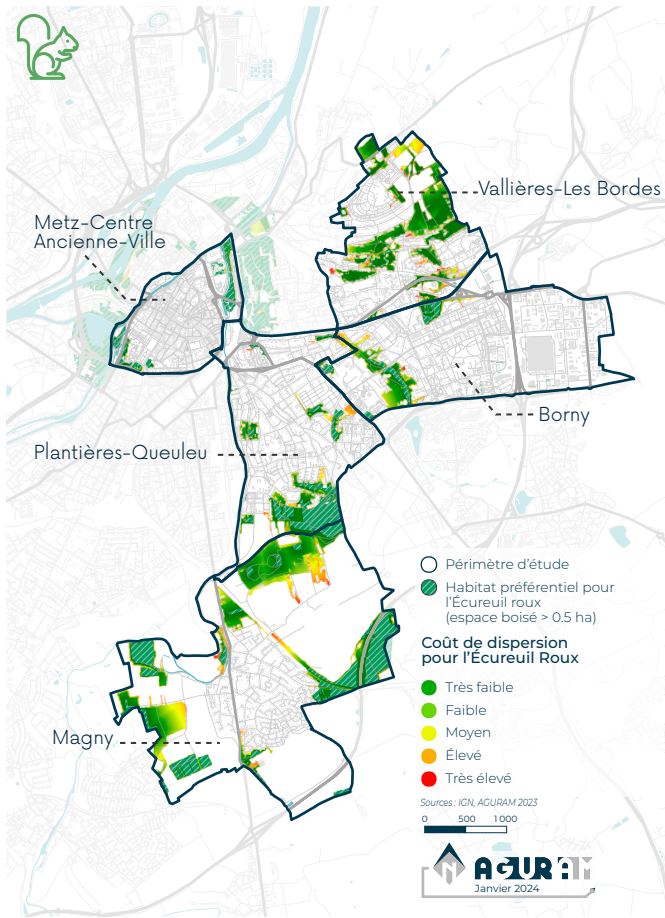 Vallières-Les Bordes
Metz-Centre
Ancienne-Ville
Borny
Plantières-Queuleu
Magny
Périmètre d'étude
Habitat préférentiel pour
l'Écureuil roux
(espace boisé > 0.5 ha)
Coût de dispersion
pour l'Écureuil Roux
Très faible
Faible
Moyen
Élevé
Très élevé
Sources : IGN, AGURAM 2023
0 500 1 000
N AGURAM
Janvier 2024